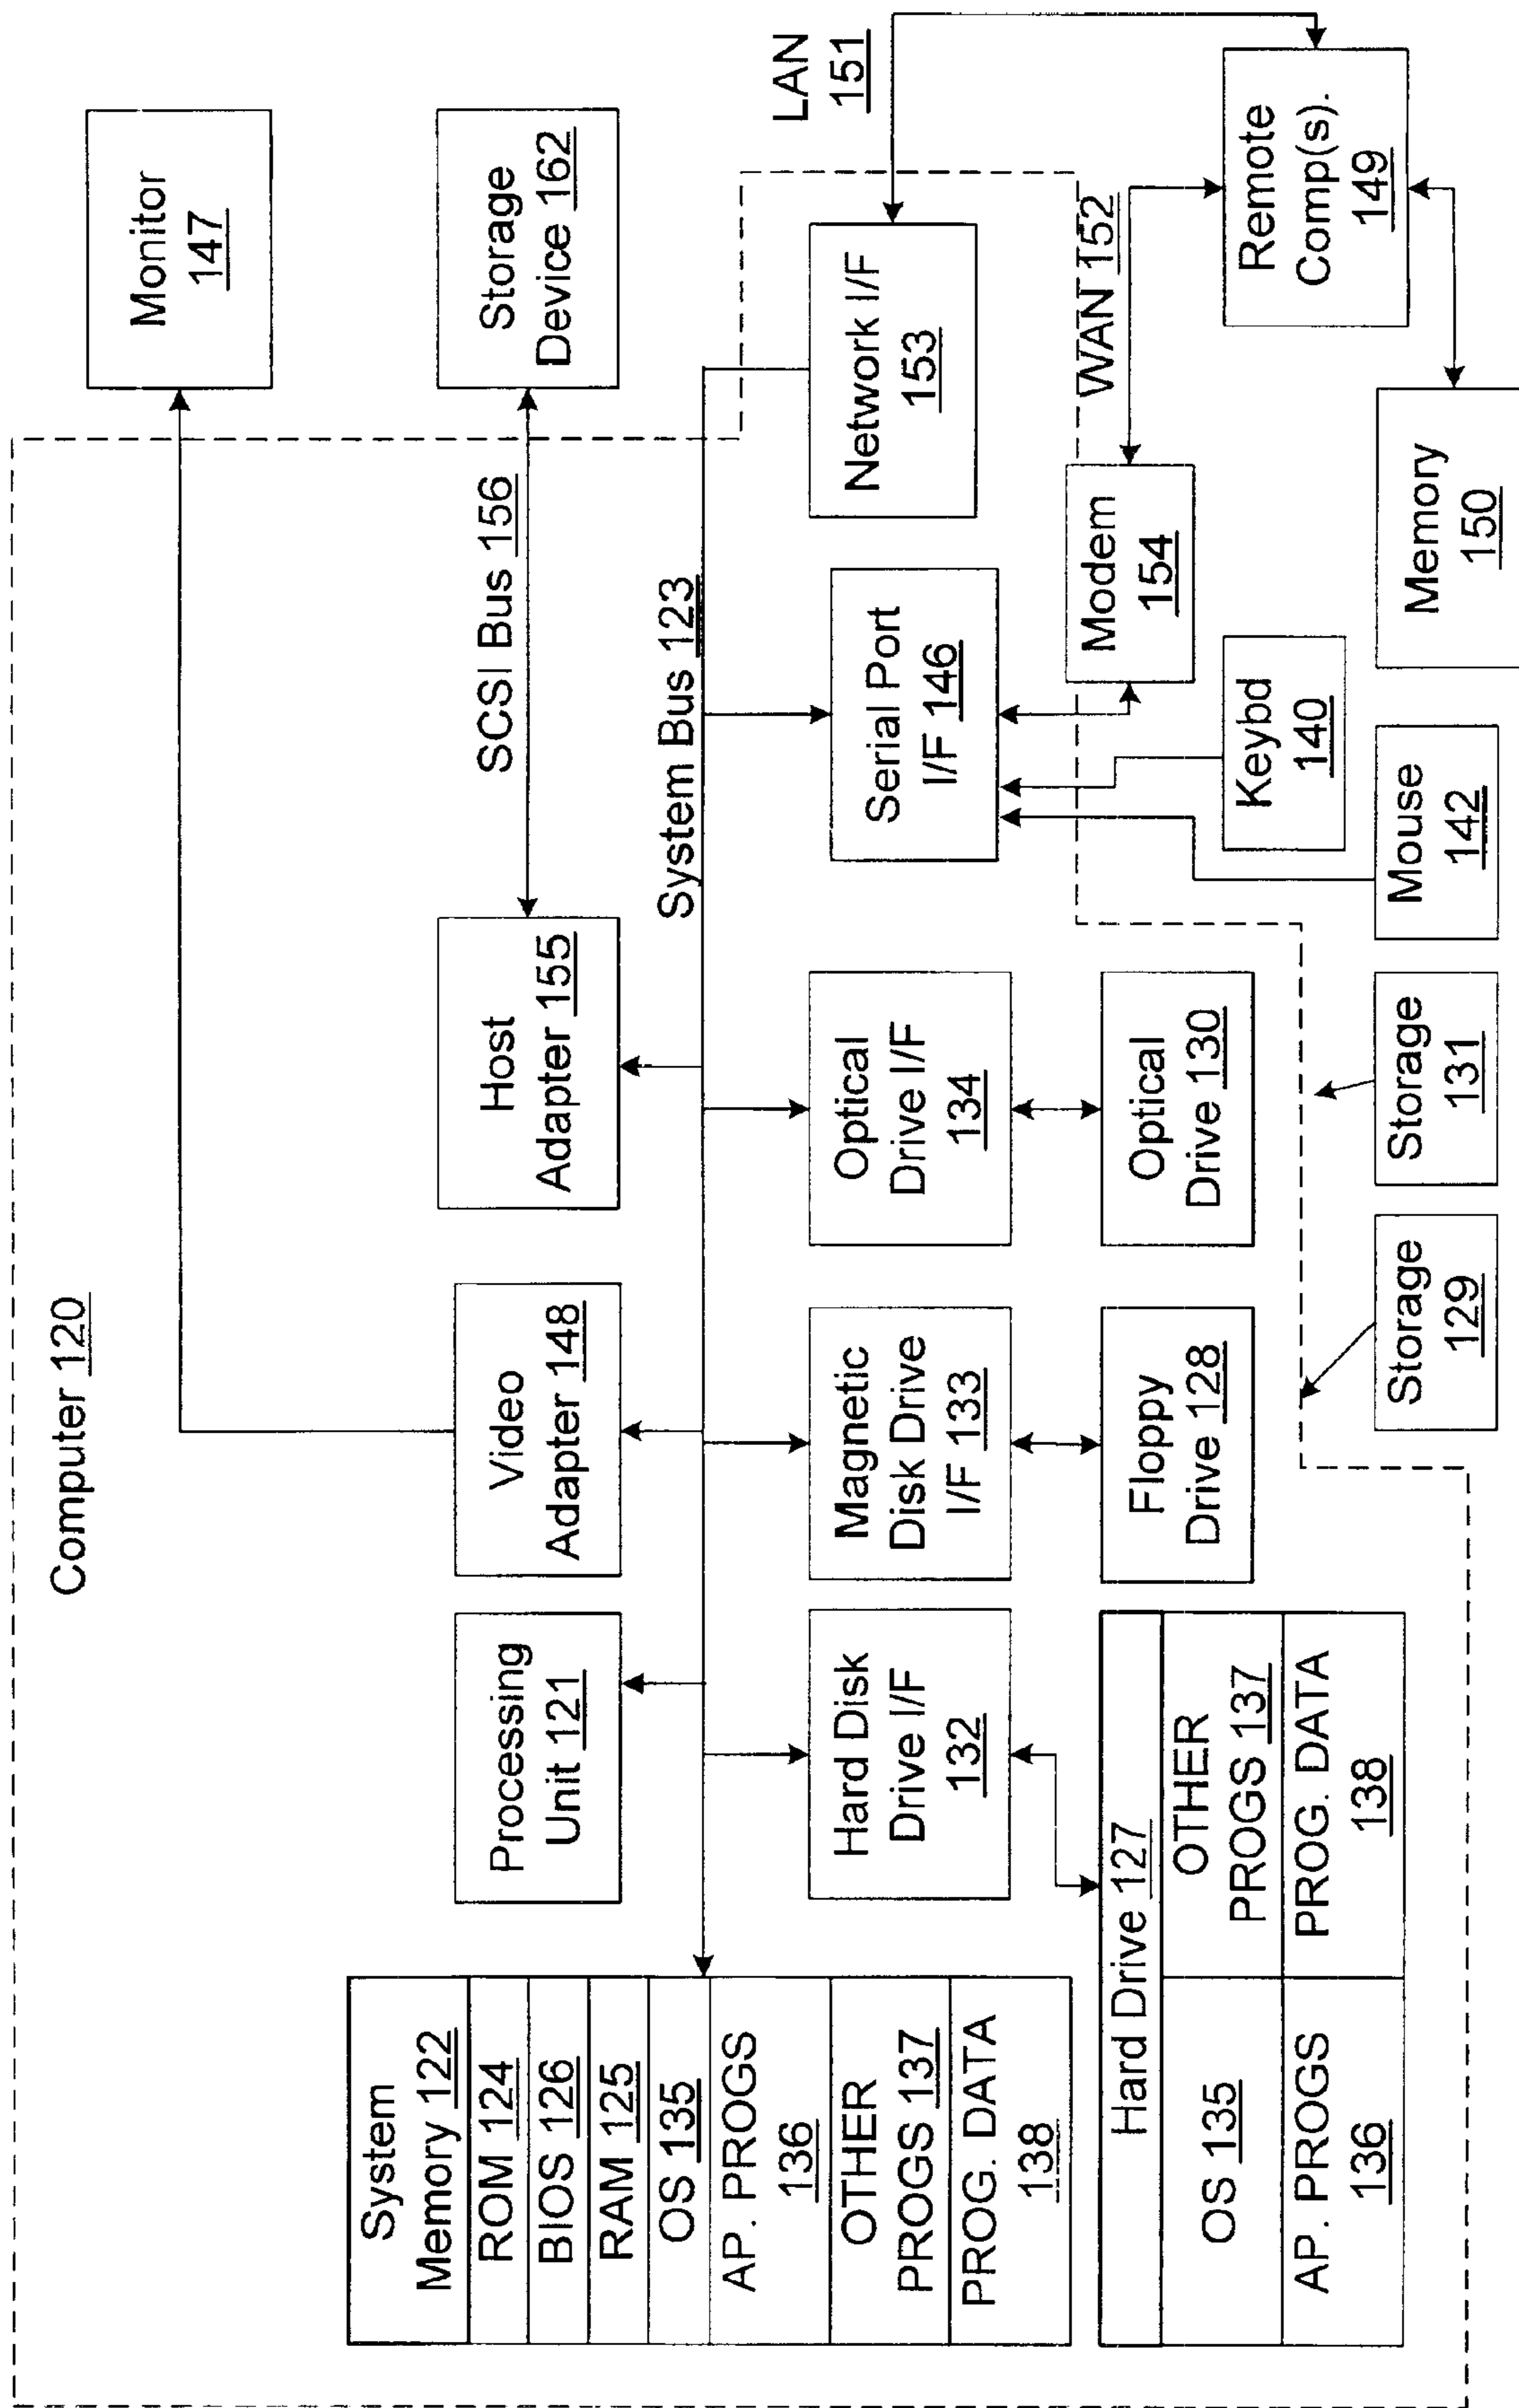 Computer 120
Monitor
147
Storage
Device 162
SCSI Bus 156
Host
Adapter 155
Video
Adapter 148
Processing
Unit 121
System
Memory 122
ROM 124
BIOS 126
RAM 125
OS 135
AP. PROGS
136
OTHER
PROGS 137
PROG. DATA
138
System Bus 123
Hard Disk
Drive I/F
132
Magnetic
Disk Drive
I/F 133
Optical
Drive I/F
134
Serial Port
I/F 146
Network I/F
153
LAN
151
Hard Drive 127
OS 135
OTHER
PROGS 137
AP. PROGS
136
PROG. DATA
138
Floppy
Drive 128
Optical
Drive 130
Modem
154
WAN 152
Remote
Comp(s).
149
Keybd
140
Storage
129
Storage
131
Mouse
142
Memory
150